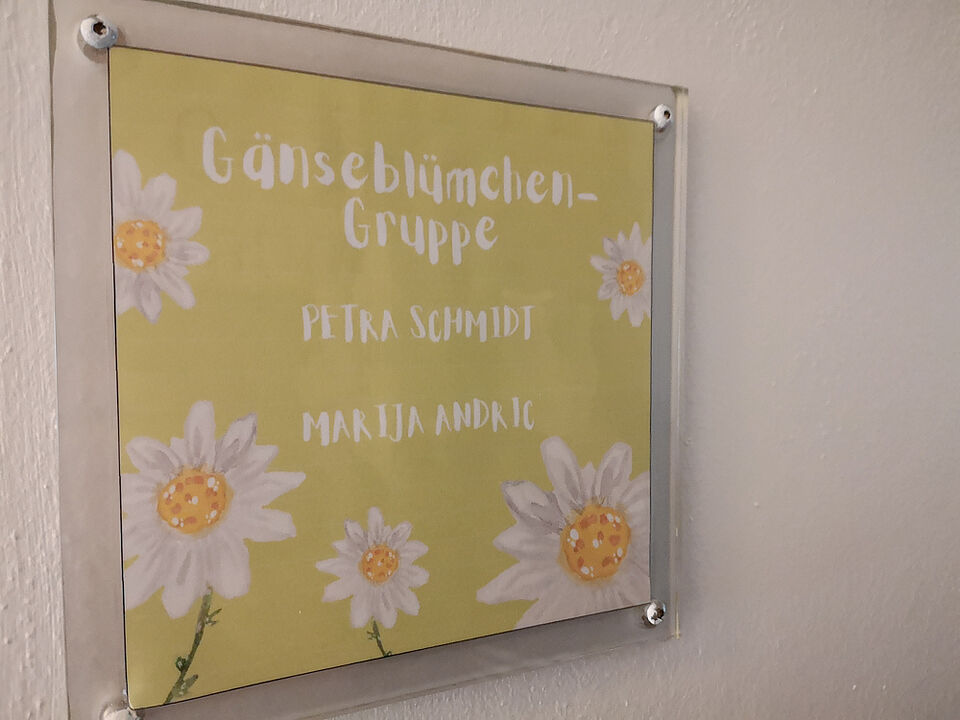 Gänseblümchen-
Gruppe
PETRA SCHMIDT
MARIJA ANDRIC